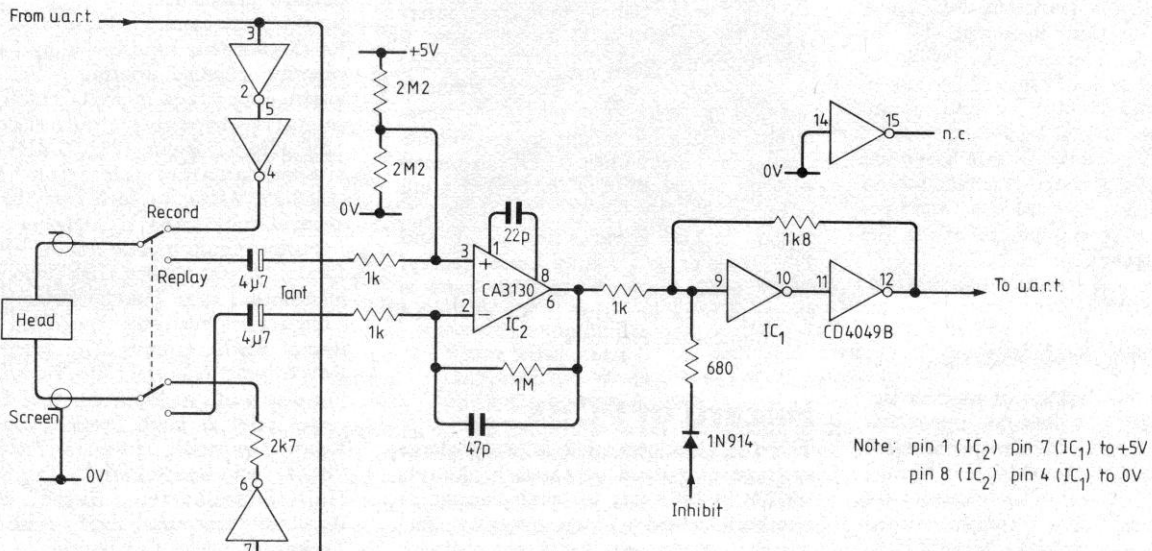 From u.a.r.t.
3
2
5
4
+5V
2M2
2M2
0V
Record
Replay
4µ7
Tant
4µ7
1k
1k
22p
3
1
+
8
CA3130
6
2
−
IC2
1M
47p
Head
Screen
0V
2k7
6
7
14
15
n.c.
0V
1k8
1k
9
10
11
12
To u.a.r.t.
IC1
CD4049B
680
1N914
Inhibit
Note: pin 1 (IC2) pin 7 (IC1) to +5V
pin 8 (IC2) pin 4 (IC1) to 0V